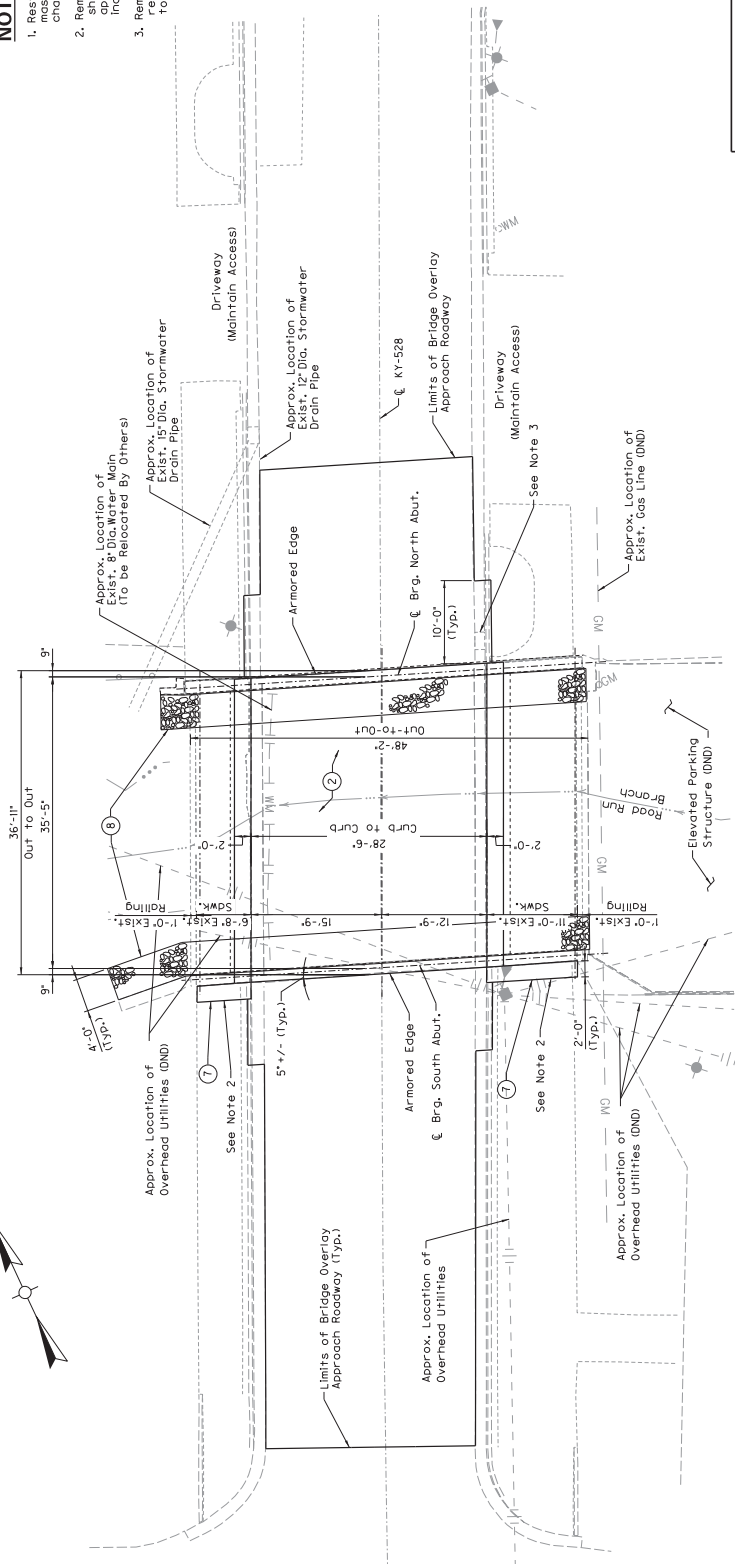 NOT
1. Res
mas
cha
2. Rem
sh
ap
inc
3. Rem
re
to
Driveway
(Maintain Access)
Approx. Location of
Exist. 12" Dia. Stormwater
Drain Pipe
Approx. Location of
Exist. 15" Dia. Stormwater
Drain Pipe
Approx. Location of
Exist. 8" Dia. Water Main
(To be Relocated By Others)
℄ KY-528
Limits of Bridge Overlay
Approach Roadway
Driveway
(Maintain Access)
See Note 3
WM
Armored Edge
℄ Brg. North Abut.
10'-0"
(Typ.)
Approx. Location of
Exist. Gas Line (DND)
GM
GM
9"
36'-11"
Out to Out
35'-5"
9"
8
48'-2"
Out-to-Out
2
WM
2'-0"
28'-6"
Curb to Curb
2'-0"
Road Run
Branch
GM
Elevated Parking
Structure (DND)
1'-0" Exist.
Railing
6'-8" Exist.
Sdwk.
15'-9"
12'-9"
11'-0" Exist.
Sdwk.
1'-0" Exist.
Railing
4'-0"
(Typ.)
5° +/- (Typ.)
Armored Edge
℄ Brg. South Abut.
2'-0"
(Typ.)
7
See Note 2
7
See Note 2
GM
Approx. Location of
Overhead Utilities (DND)
Approx. Location of
Overhead Utilities (DND)
Limits of Bridge Overlay
Approach Roadway (Typ.)
Approx. Location of
Overhead Utilities